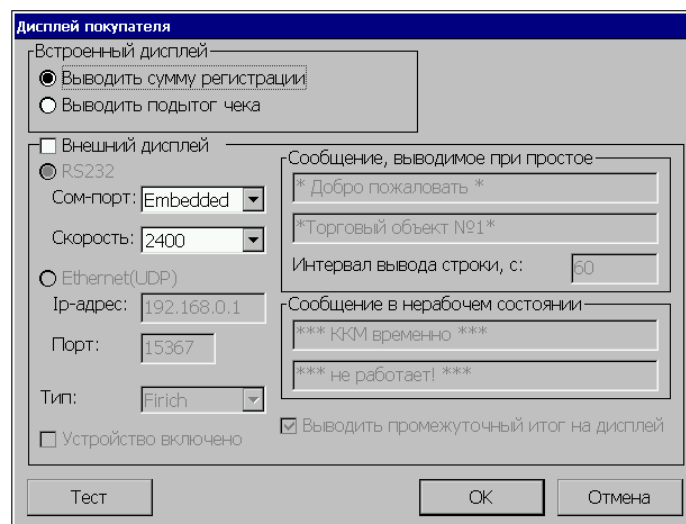 Дисплей покупателя
Встроенный дисплей
Выводить сумму регистрации
Выводить подытог чека
Внешний дисплей
RS232
Сом-порт: Embedded
Скорость: 2400
Ethernet(UDP)
Ip-адрес: 192.168.0.1
Порт: 15367
Тип: Firich
Устройство включено
Сообщение, выводимое при простое
* Добро пожаловать *
*Торговый объект №1*
Интервал вывода строки, с: 60
Сообщение в нерабочем состоянии
*** ККМ временно ***
*** не работает! ***
Выводить промежуточный итог на дисплей
Тест
OK
Отмена